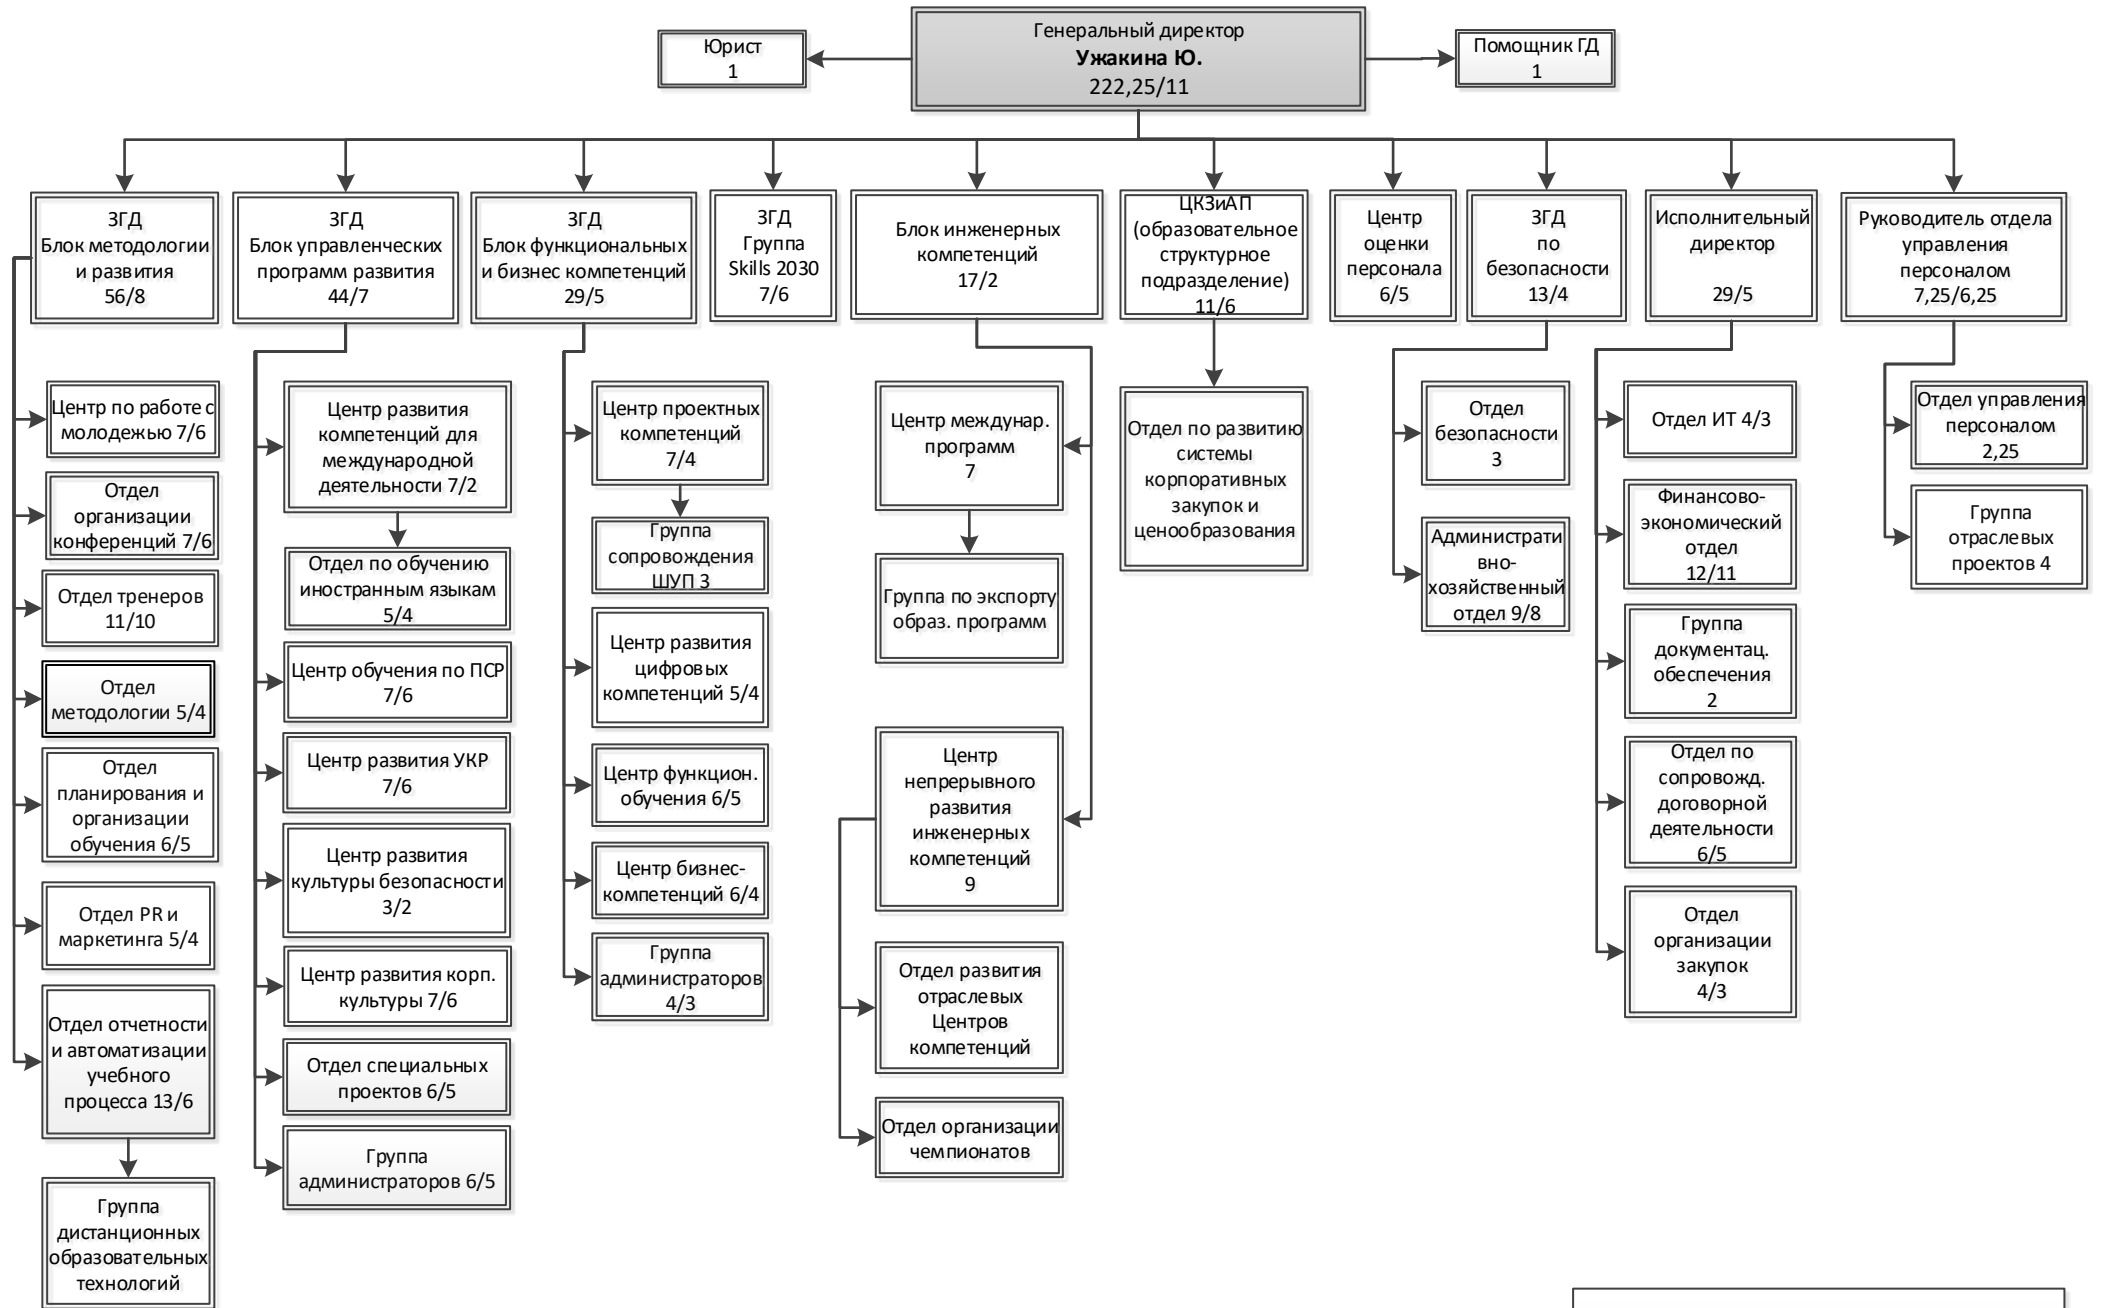 Генеральный директор
Ужакина Ю.
222,25/11
Юрист
1
Помощник ГД
1
ЗГД
Блок методологии
и развития
56/8
ЗГД
Блок управленческих
программ развития
44/7
ЗГД
Блок функциональных
и бизнес компетенций
29/5
ЗГД
Группа
Skills 2030
7/6
Блок инженерных
компетенций
17/2
ЦКЗиАП
(образовательное
структурное
подразделение)
11/6
Центр
оценки
персонала
6/5
ЗГД
по
безопасности
13/4
Исполнительный
директор
29/5
Руководитель отдела
управления
персоналом
7,25/6,25
Центр по работе с
молодежью 7/6
Отдел
организации
конференций 7/6
Отдел тренеров
11/10
Отдел
методологии 5/4
Отдел
планирования и
организации
обучения 6/5
Отдел PR и
маркетинга 5/4
Отдел отчетности
и автоматизации
учебного
процесса 13/6
Группа
дистанционных
образовательных
технологий
Центр развития
компетенций для
международной
деятельности 7/2
Отдел по обучению
иностранным языкам
5/4
Центр обучения по ПСР
7/6
Центр развития УКР
7/6
Центр развития
культуры безопасности
3/2
Центр развития корп.
культуры 7/6
Отдел специальных
проектов 6/5
Группа
администраторов 6/5
Центр проектных
компетенций
7/4
Группа
сопровождения
ШУП 3
Центр развития
цифровых
компетенций 5/4
Центр функцион.
обучения 6/5
Центр бизнес-
компетенций 6/4
Группа
администраторов
4/3
Центр междунар.
программ
7
Группа по экспорту
образ. программ
Центр
непрерывного
развития
инженерных
компетенций
9
Отдел развития
отраслевых
Центров
компетенций
Отдел организации
чемпионатов
Отдел по развитию
системы
корпоративных
закупок и
ценообразования
Отдел
безопасности
3
Администрати
вно-
хозяйственный
отдел 9/8
Отдел ИТ 4/3
Финансово-
экономический
отдел
12/11
Группа
документац.
обеспечения
2
Отдел по
сопровожд.
договорной
деятельности
6/5
Отдел
организации
закупок
4/3
Отдел управления
персоналом
2,25
Группа
отраслевых
проектов 4